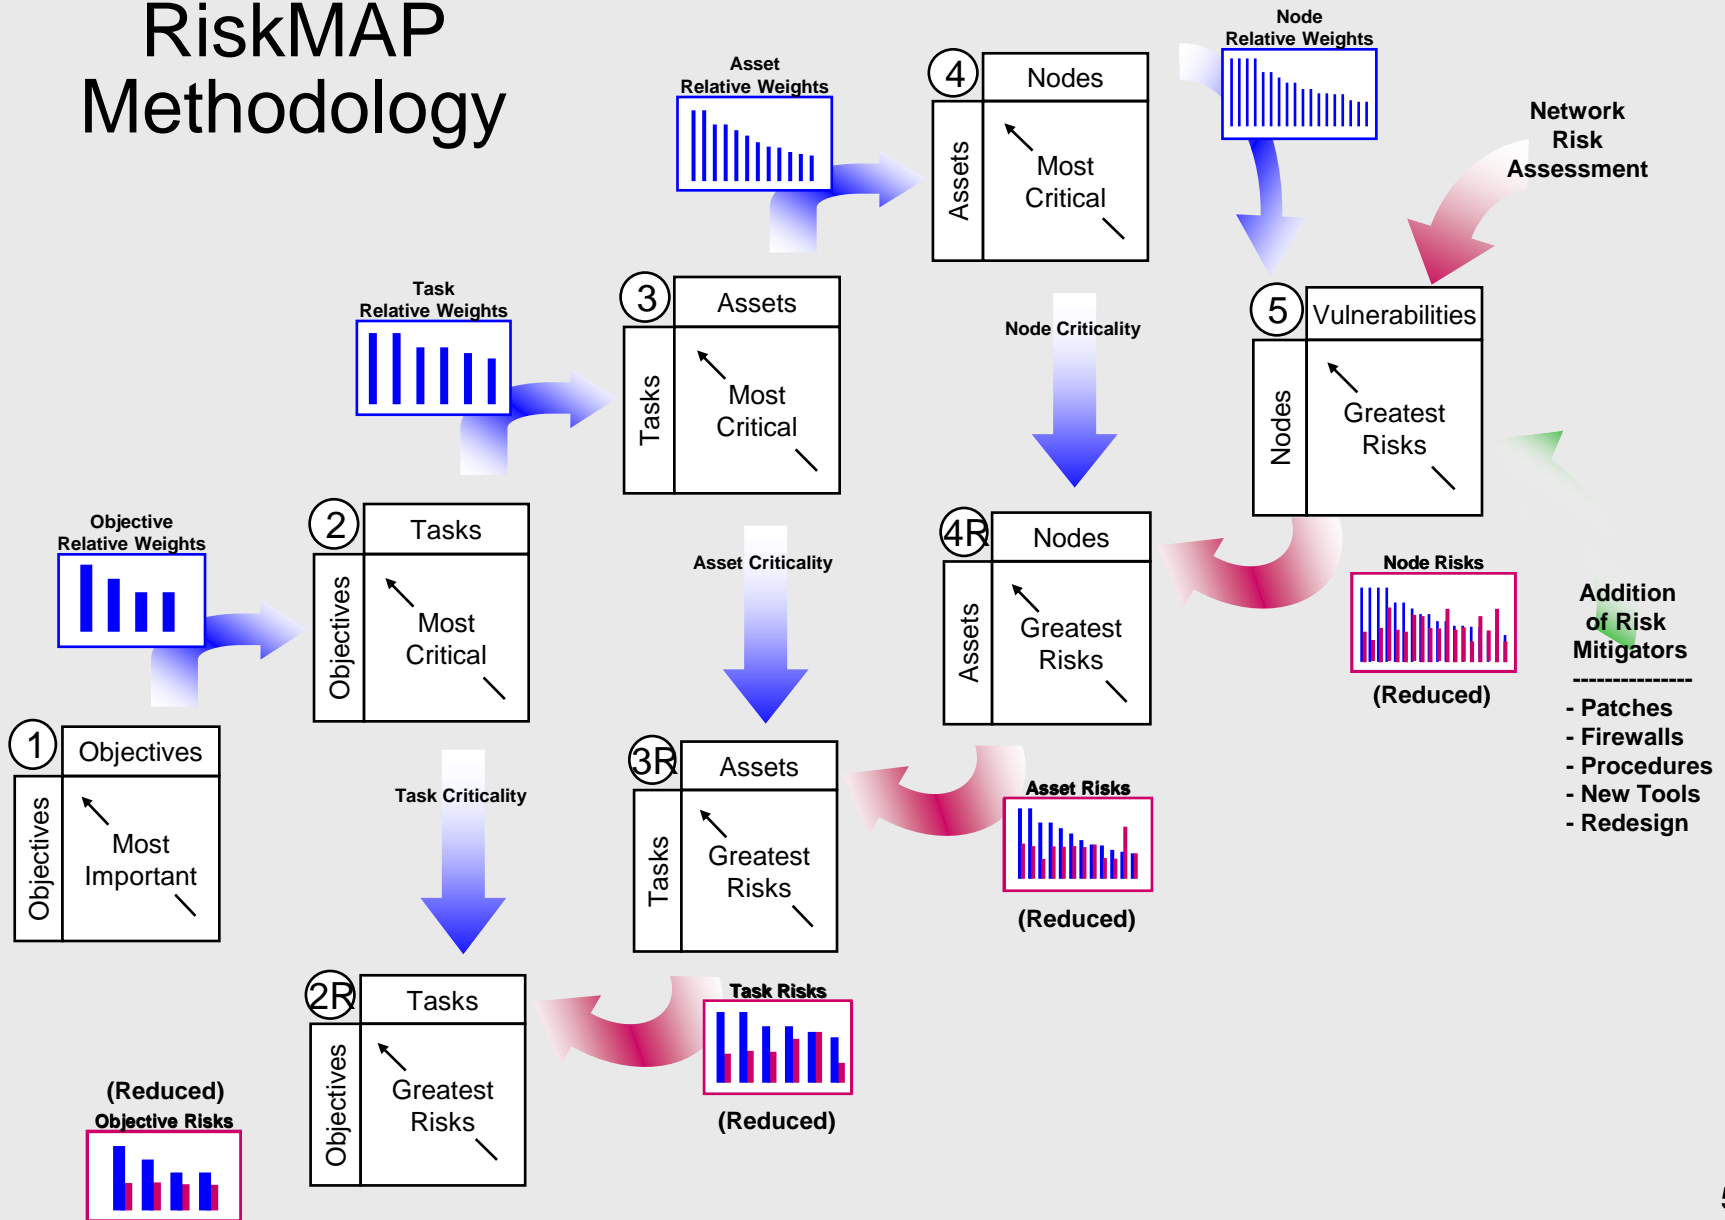 RiskMAP
Methodology
Node
Relative Weights
Asset
Relative Weights
4
Nodes
Assets
Most
Critical
Network
Risk
Assessment
Task
Relative Weights
3
Assets
Tasks
Most
Critical
Node Criticality
5
Vulnerabilities
Nodes
Greatest
Risks
Objective
Relative Weights
2
Tasks
Objectives
Most
Critical
Asset Criticality
4R
Nodes
Assets
Greatest
Risks
Node Risks
(Reduced)
Addition
of Risk
Mitigators
---------------
- Patches
- Firewalls
- Procedures
- New Tools
- Redesign
1
Objectives
Objectives
Most
Important
Task Criticality
3R
Assets
Tasks
Greatest
Risks
Asset Risks
(Reduced)
2R
Tasks
Objectives
Greatest
Risks
Task Risks
(Reduced)
(Reduced)
Objective Risks
5